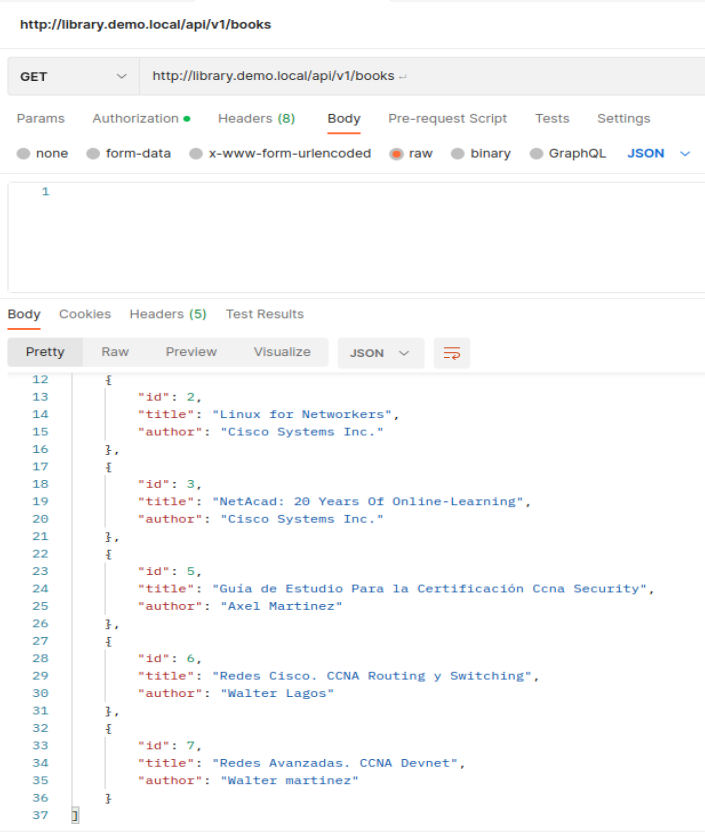 http://library.demo.local/api/v1/books
GET http://library.demo.local/api/v1/books
Params Authorization Headers (8) Body Pre-request Script Tests Settings
none form-data x-www-form-urlencoded raw binary GraphQL JSON
1
Body Cookies Headers (5) Test Results
Pretty Raw Preview Visualize JSON
12 {
13 "id": 2,
14 "title": "Linux for Networkers",
15 "author": "Cisco Systems Inc."
16 },
17 {
18 "id": 3,
19 "title": "NetAcad: 20 Years Of Online-Learning",
20 "author": "Cisco Systems Inc."
21 },
22 {
23 "id": 5,
24 "title": "Guía de Estudio Para la Certificación Ccna Security",
25 "author": "Axel Martinez"
26 },
27 {
28 "id": 6,
29 "title": "Redes Cisco. CCNA Routing y Switching",
30 "author": "Walter Lagos"
31 },
32 {
33 "id": 7,
34 "title": "Redes Avanzadas. CCNA Devnet",
35 "author": "Walter martinez"
36 }
37 ]